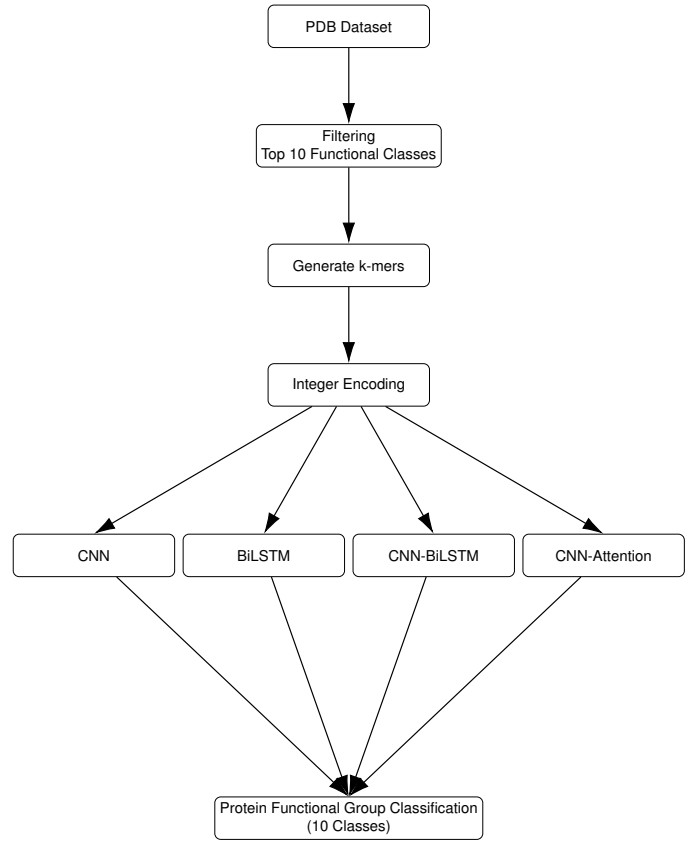 PDB Dataset
Filtering
Top 10 Functional Classes
Generate k-mers
Integer Encoding
CNN
BiLSTM
CNN-BiLSTM
CNN-Attention
Protein Functional Group Classification
(10 Classes)